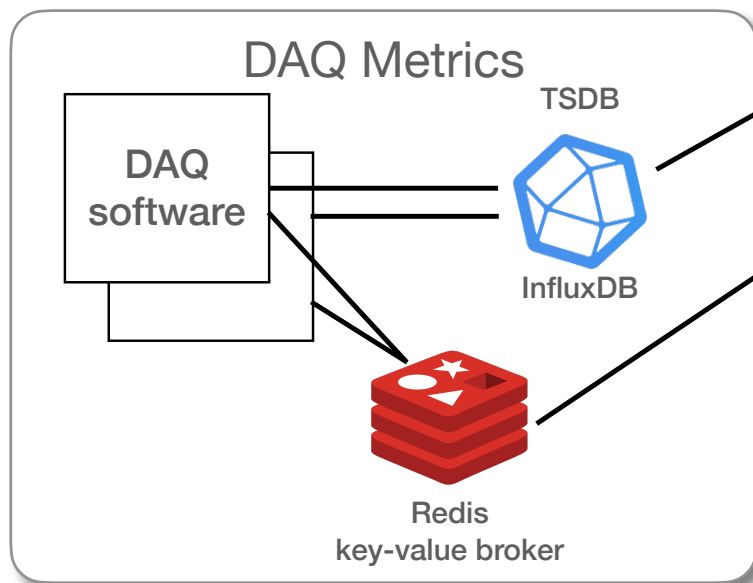 DAQ Metrics
TSDB
DAQ
software
InfluxDB
Redis
key-value broker